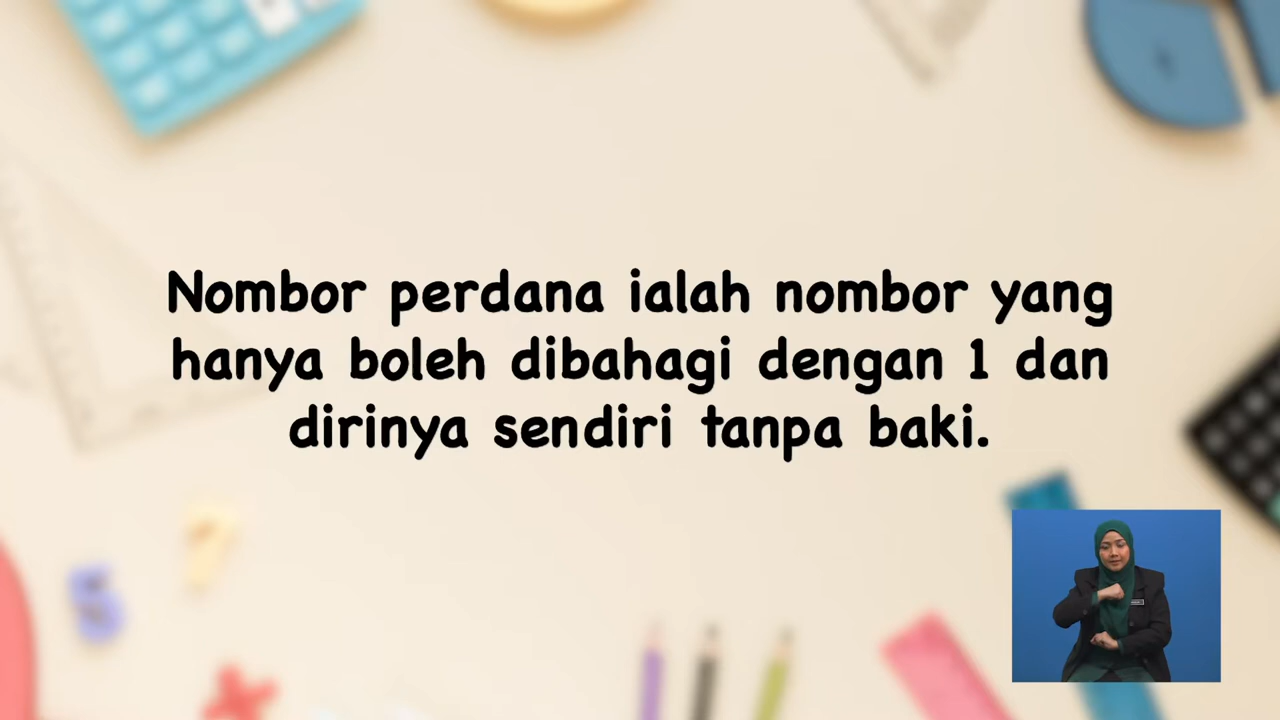 Nombor perdana ialah nombor yang
hanya boleh dibahagi dengan 1 dan
dirinya sendiri tanpa baki.